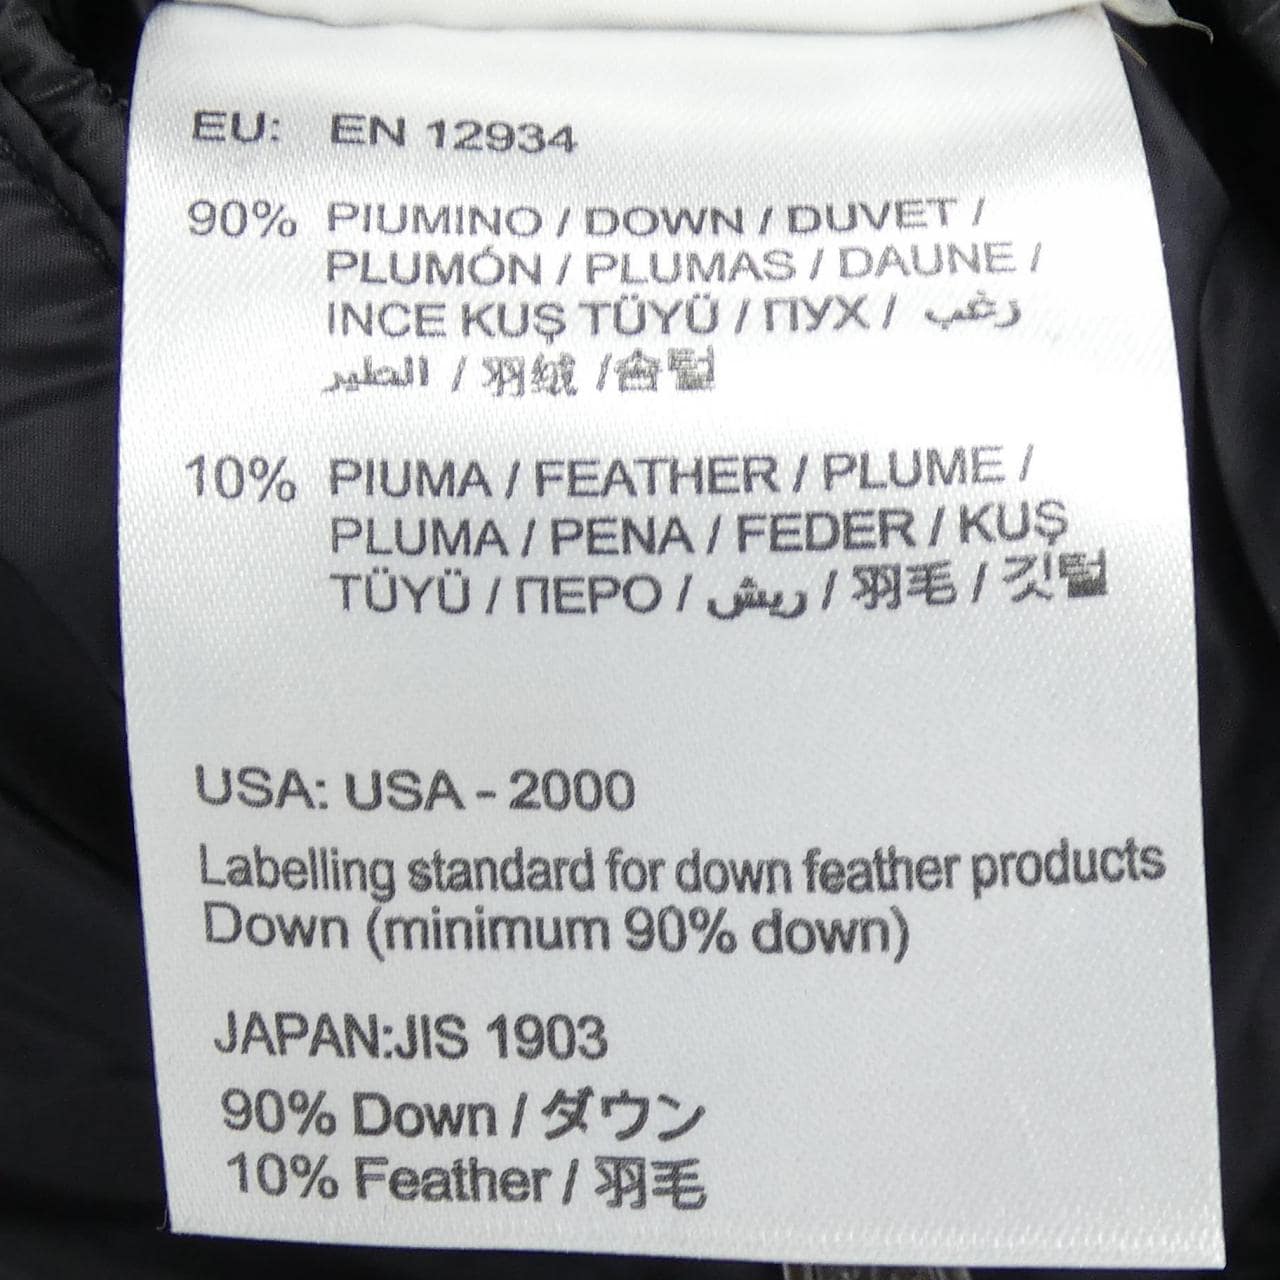 EU: EN 12934
90% PIUMINO / DOWN / DUVET /
PLUMÓN / PLUMAS / DAUNE /
INCE KUŞ TÜYÜ / ПУХ / زغب
الطير / 羽绒 / 솜털
10% PIUMA / FEATHER / PLUME /
PLUMA / PENA / FEDER / KUŞ
TÜYÜ / ПЕРО / ريش / 羽毛 / 깃털
USA: USA - 2000
Labelling standard for down feather products
Down (minimum 90% down)
JAPAN:JIS 1903
90% Down / ダウン
10% Feather / 羽毛